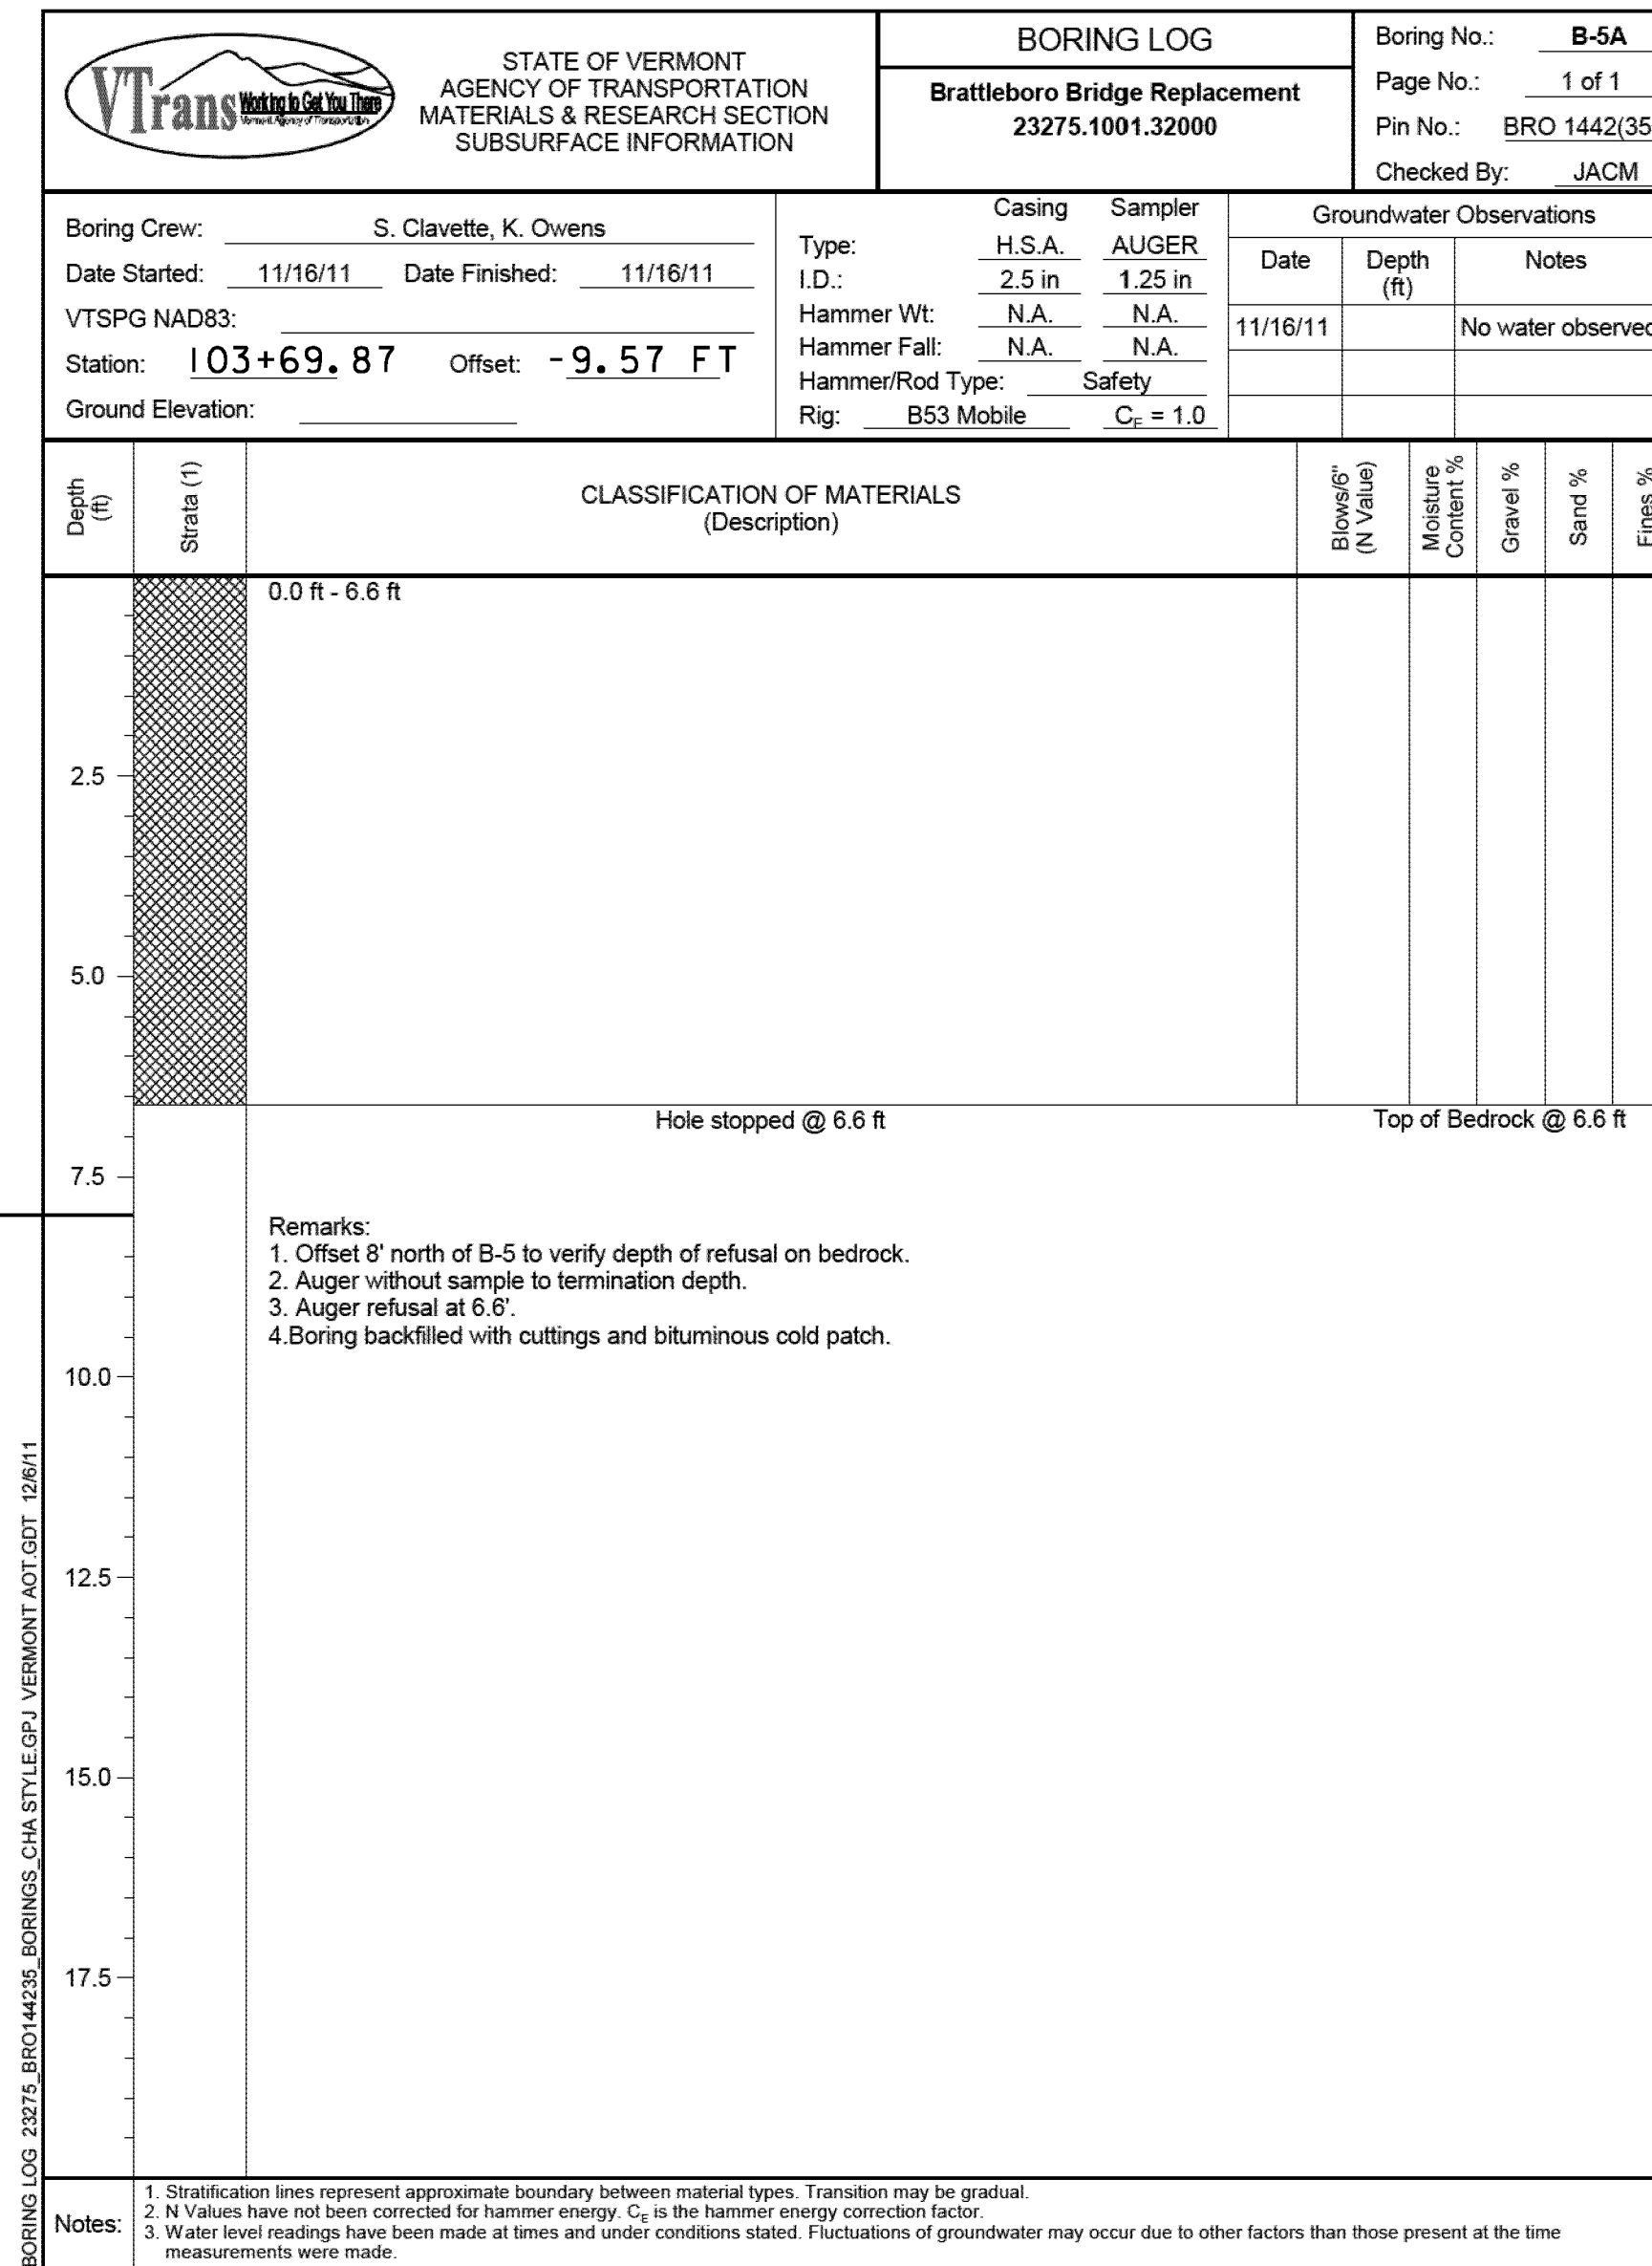 VTrans Working to Get You There
Vermont Agency of Transportation
STATE OF VERMONT
AGENCY OF TRANSPORTATION
MATERIALS & RESEARCH SECTION
SUBSURFACE INFORMATION
BORING LOG
Brattleboro Bridge Replacement
23275.1001.32000
Boring No.: B-5A
Page No.: 1 of 1
Pin No.: BRO 1442(35
Checked By: JACM
Boring Crew: S. Clavette, K. Owens
Date Started: 11/16/11 Date Finished: 11/16/11
VTSPG NAD83:
Station: 103+69.87 Offset: -9.57 FT
Ground Elevation:
Casing Sampler
Type: H.S.A. AUGER
I.D.: 2.5 in 1.25 in
Hammer Wt: N.A. N.A.
Hammer Fall: N.A. N.A.
Hammer/Rod Type: Safety
Rig: B53 Mobile CE = 1.0
Groundwater Observations
Date Depth (ft) Notes
11/16/11 No water observed
Depth (ft)
Strata (1)
CLASSIFICATION OF MATERIALS
(Description)
Blows/6" (N Value)
Moisture Content %
Gravel %
Sand %
Fines %
0.0 ft - 6.6 ft
2.5
5.0
Hole stopped @ 6.6 ft Top of Bedrock @ 6.6 ft
7.5
Remarks:
1. Offset 8' north of B-5 to verify depth of refusal on bedrock.
2. Auger without sample to termination depth.
3. Auger refusal at 6.6'.
4.Boring backfilled with cuttings and bituminous cold patch.
10.0
12.5
15.0
17.5
BORING LOG 23275_BRO144235_BORINGS_CHA STYLE.GPJ VERMONT AOT.GDT 12/6/11
Notes:
1. Stratification lines represent approximate boundary between material types. Transition may be gradual.
2. N Values have not been corrected for hammer energy. CE is the hammer energy correction factor.
3. Water level readings have been made at times and under conditions stated. Fluctuations of groundwater may occur due to other factors than those present at the time
measurements were made.